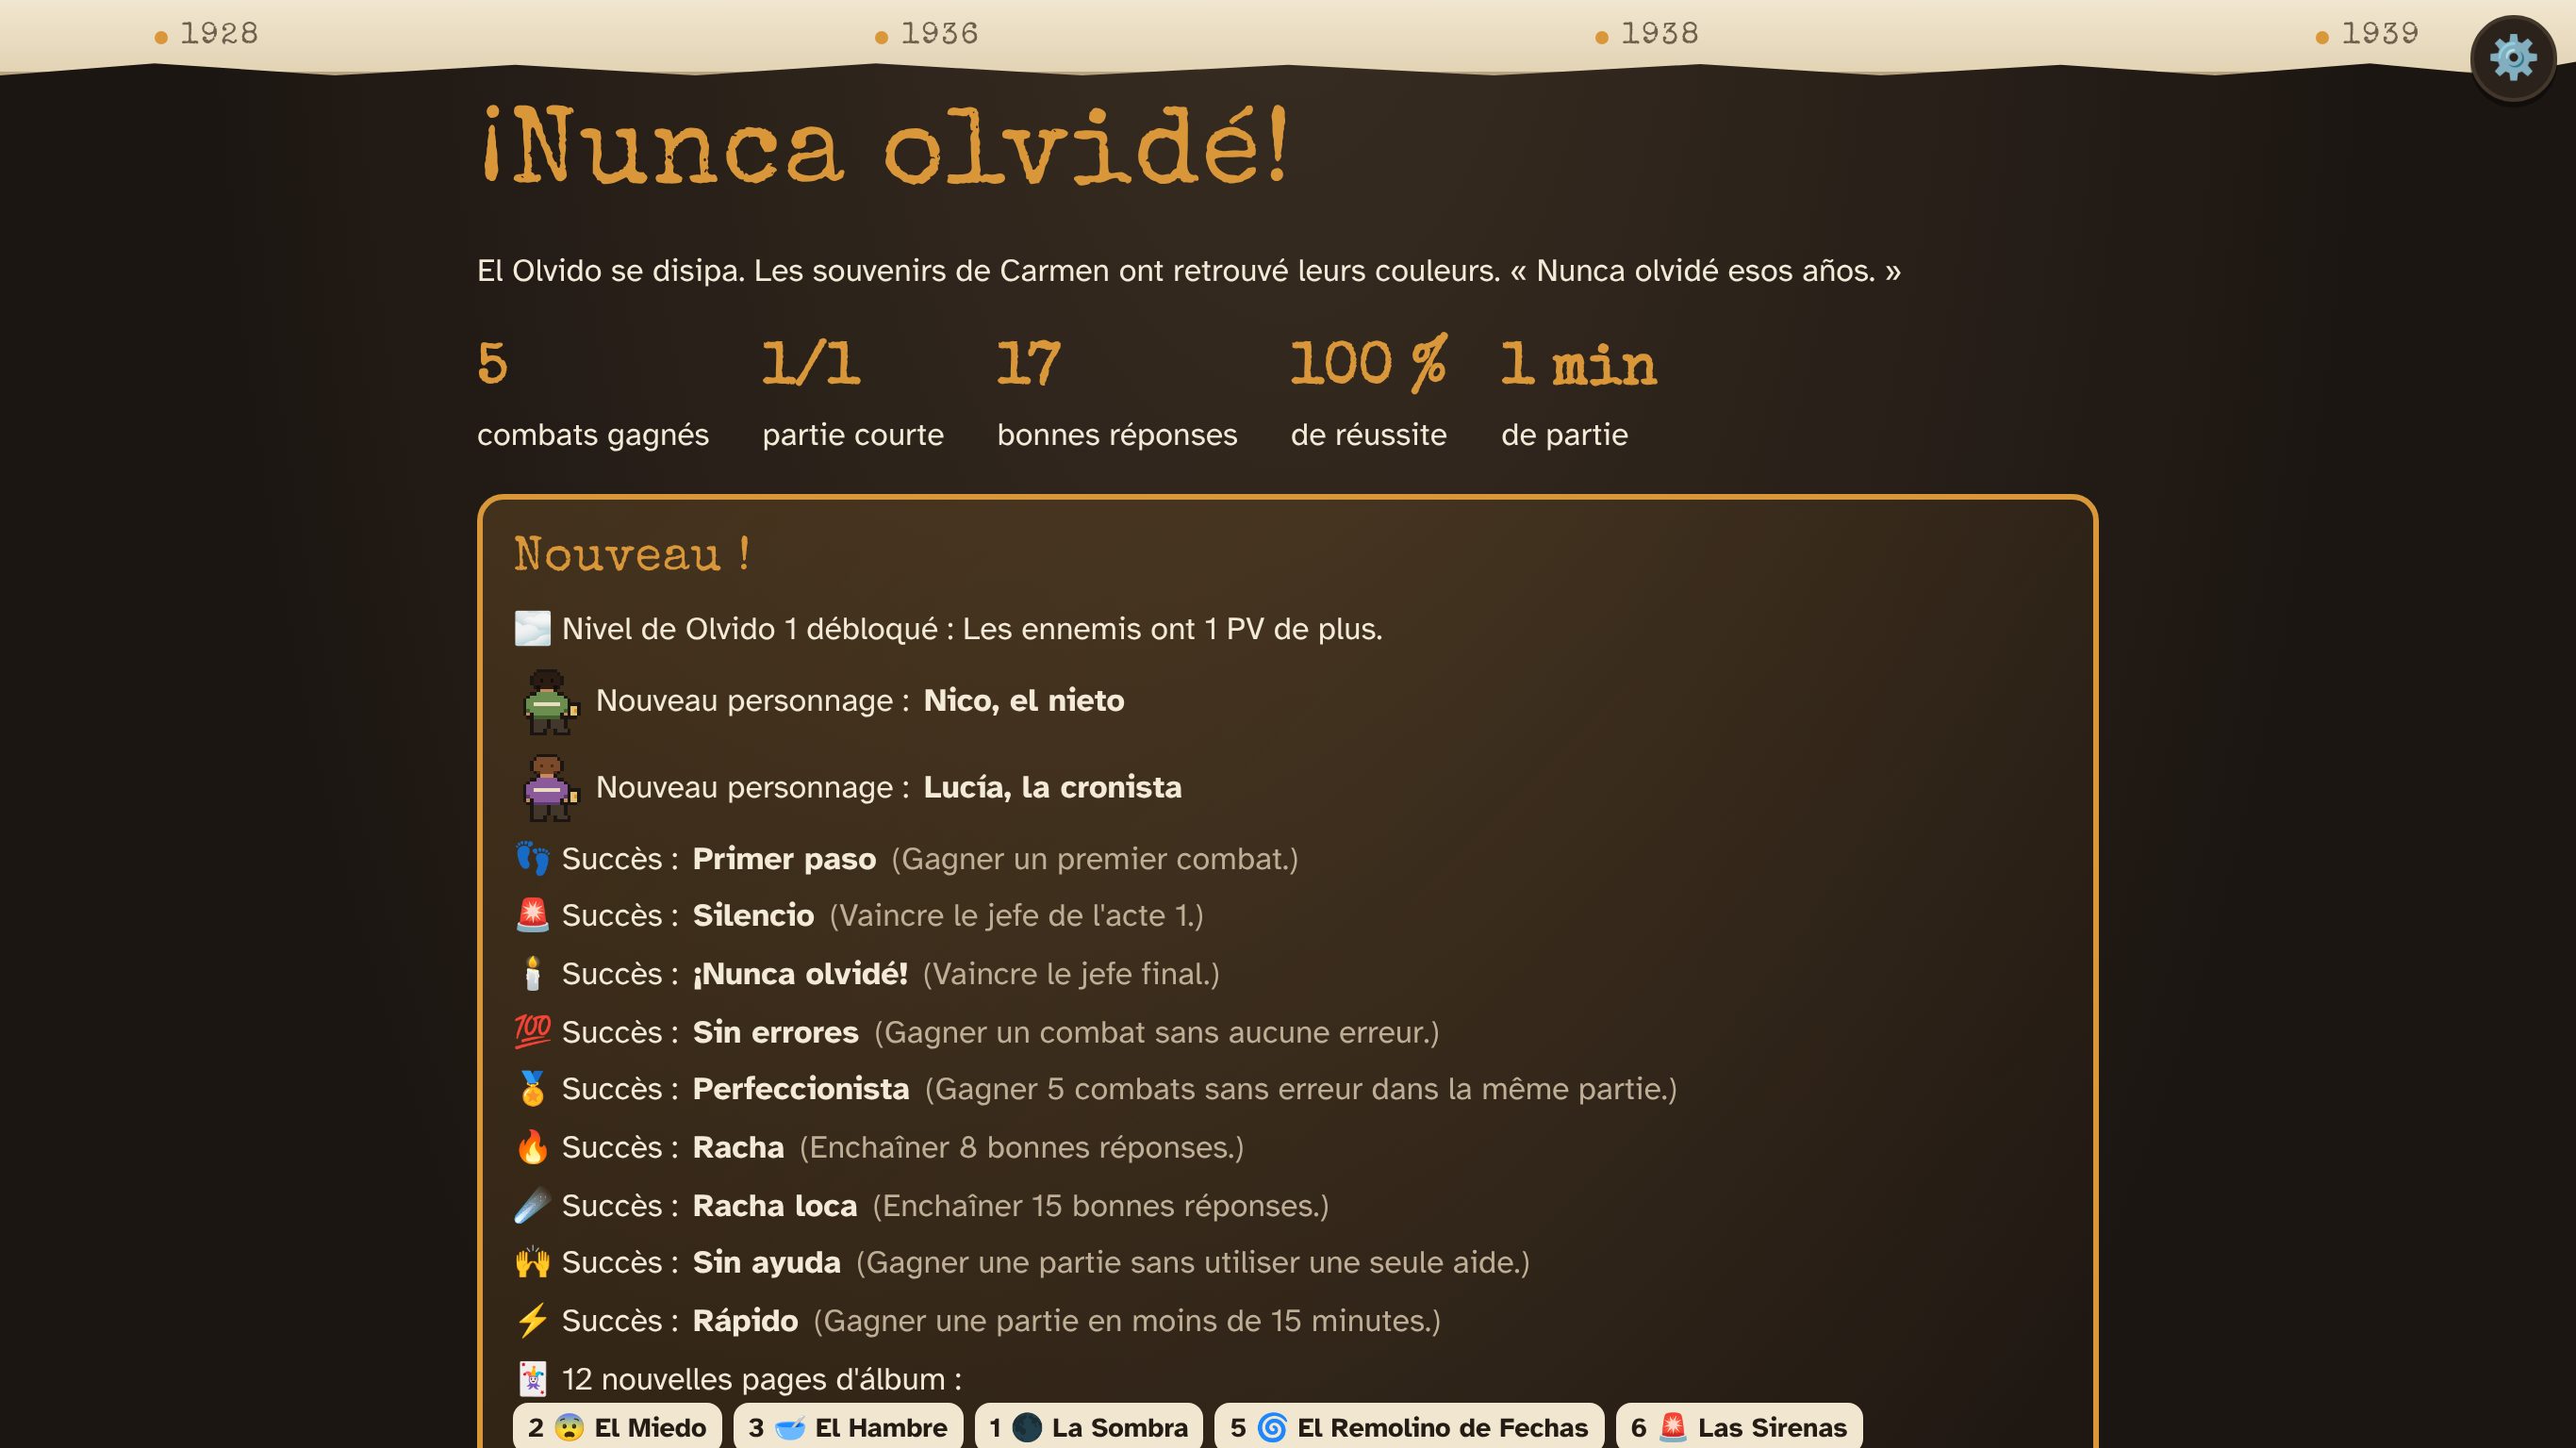 1928 1936 1938 1939
¡Nunca olvidé!
El Olvido se disipa. Les souvenirs de Carmen ont retrouvé leurs couleurs. « Nunca olvidé esos años. »
5 1/1 17 100 % 1 min
combats gagnés partie courte bonnes réponses de réussite de partie
Nouveau !
Nivel de Olvido 1 débloqué : Les ennemis ont 1 PV de plus.
Nouveau personnage : Nico, el nieto
Nouveau personnage : Lucía, la cronista
Succès : Primer paso (Gagner un premier combat.)
Succès : Silencio (Vaincre le jefe de l'acte 1.)
Succès : ¡Nunca olvidé! (Vaincre le jefe final.)
100 Succès : Sin errores (Gagner un combat sans aucune erreur.)
Succès : Perfeccionista (Gagner 5 combats sans erreur dans la même partie.)
Succès : Racha (Enchaîner 8 bonnes réponses.)
Succès : Racha loca (Enchaîner 15 bonnes réponses.)
Succès : Sin ayuda (Gagner une partie sans utiliser une seule aide.)
Succès : Rápido (Gagner une partie en moins de 15 minutes.)
12 nouvelles pages d'álbum :
2 El Miedo 3 El Hambre 1 La Sombra 5 El Remolino de Fechas 6 Las Sirenas